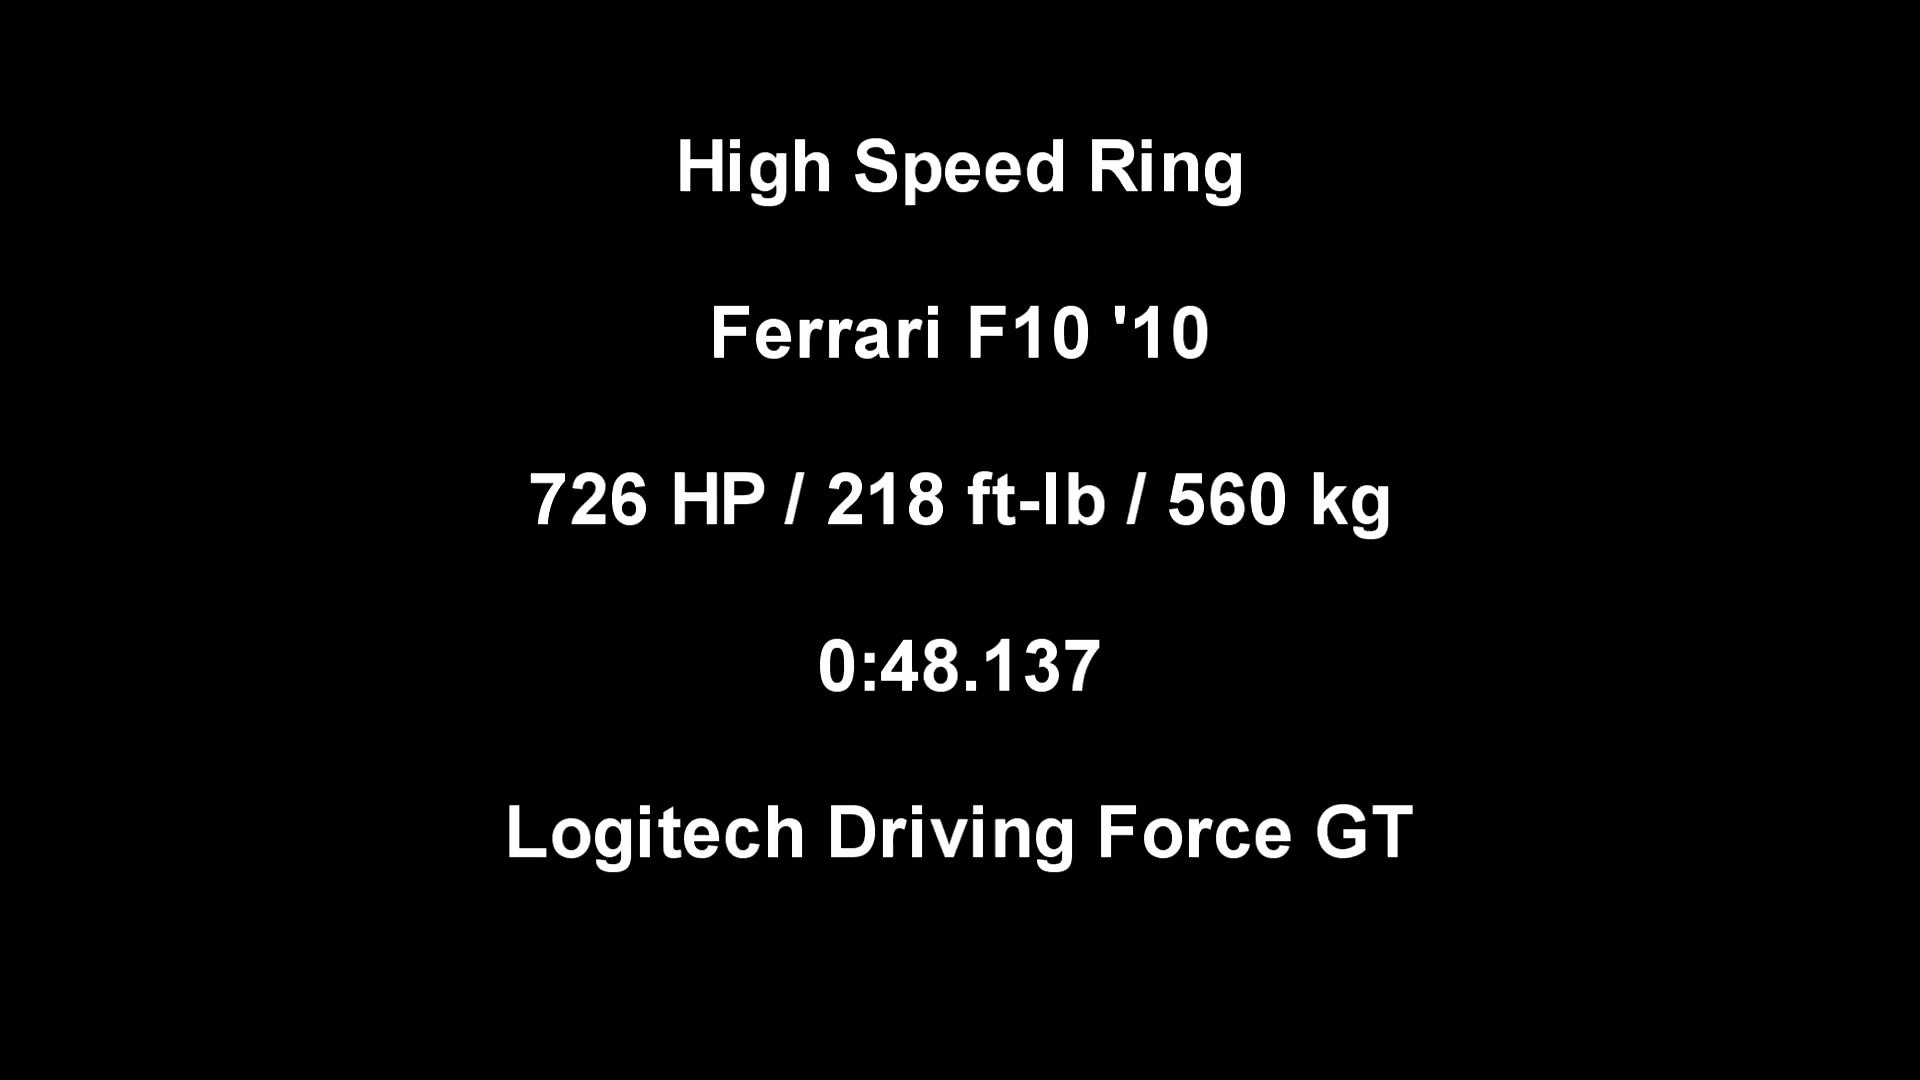 High Speed Ring
Ferrari F10 '10
726 HP / 218 ft-lb / 560 kg
0:48.137
Logitech Driving Force GT